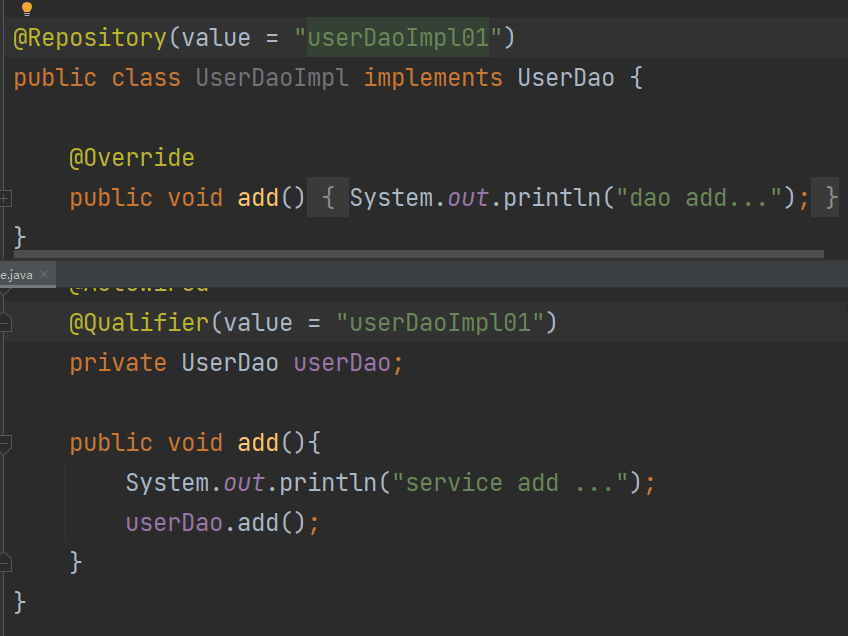 @Repository(value = "userDaoImpl01")
public class UserDaoImpl implements UserDao {
@Override
public void add() { System.out.println("dao add..."); }
}
e.java
@Autowired
@Qualifier(value = "userDaoImpl01")
private UserDao userDao;
public void add(){
System.out.println("service add ...");
userDao.add();
}
}